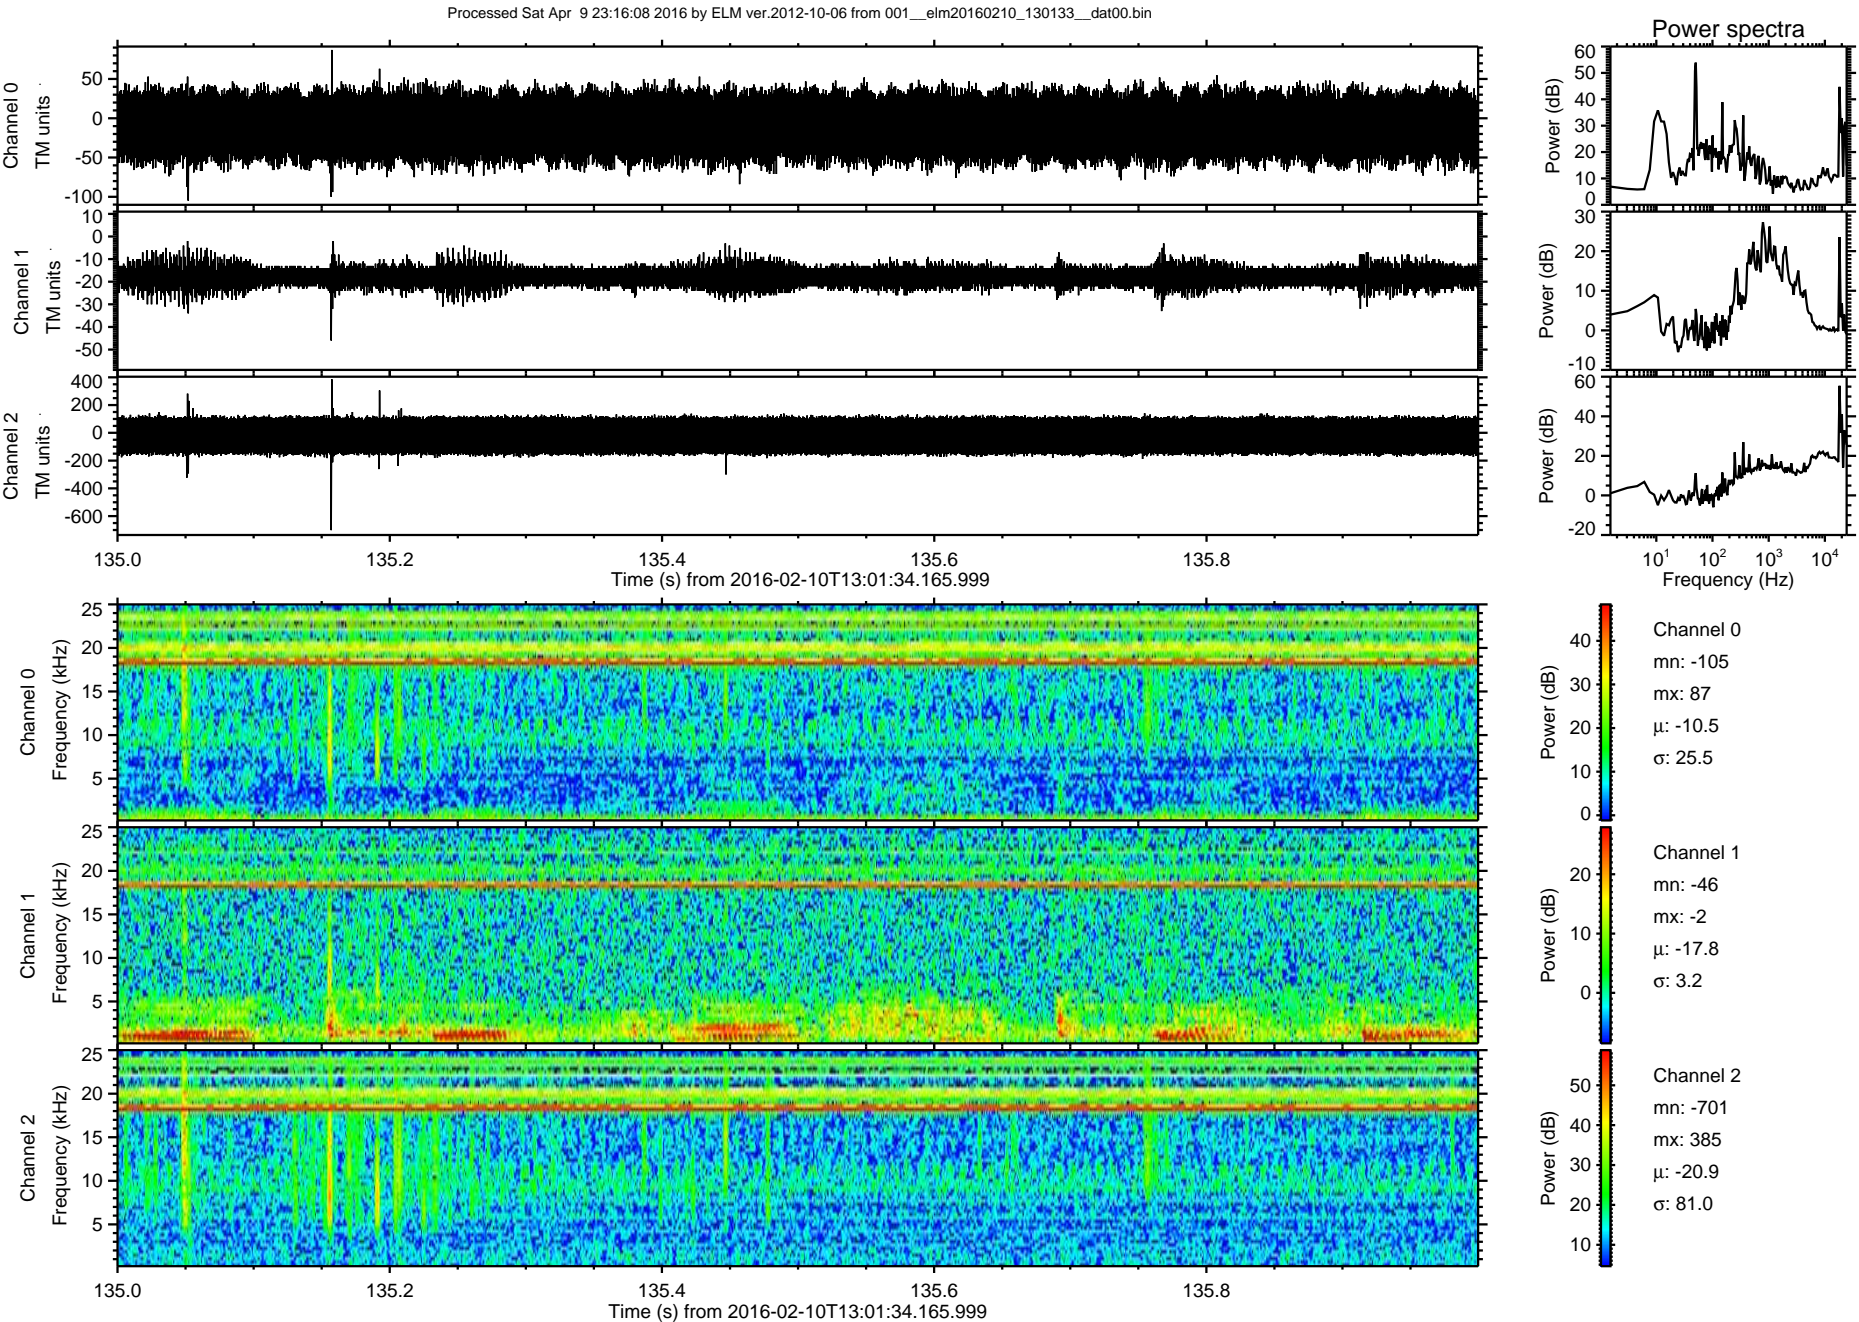 Processed Sat Apr  9 23:16:08 2016 by ELM ver.2012-10-06 from 001__elm20160210_130133__dat00.bin
Power spectra
Channel 0
TM units
50
0
-50
-100
Power (dB)
60
50
40
30
20
10
0
Channel 1
TM units
10
0
-10
-20
-30
-40
-50
Power (dB)
30
20
10
0
-10
Channel 2
TM units
400
200
0
-200
-400
-600
Power (dB)
60
40
20
0
-20
135.0 135.2 135.4 135.6 135.8
Time (s) from 2016-02-10T13:01:34.165.999
10^1 10^2 10^3 10^4
Frequency (Hz)
Channel 0
Frequency (kHz)
25
20
15
10
5
Power (dB)
40
30
20
10
0
Channel 0
mn: -105
mx: 87
μ: -10.5
σ: 25.5
Channel 1
Frequency (kHz)
25
20
15
10
5
Power (dB)
20
10
0
Channel 1
mn: -46
mx: -2
μ: -17.8
σ: 3.2
Channel 2
Frequency (kHz)
25
20
15
10
5
Power (dB)
50
40
30
20
10
Channel 2
mn: -701
mx: 385
μ: -20.9
σ: 81.0
135.0 135.2 135.4 135.6 135.8
Time (s) from 2016-02-10T13:01:34.165.999